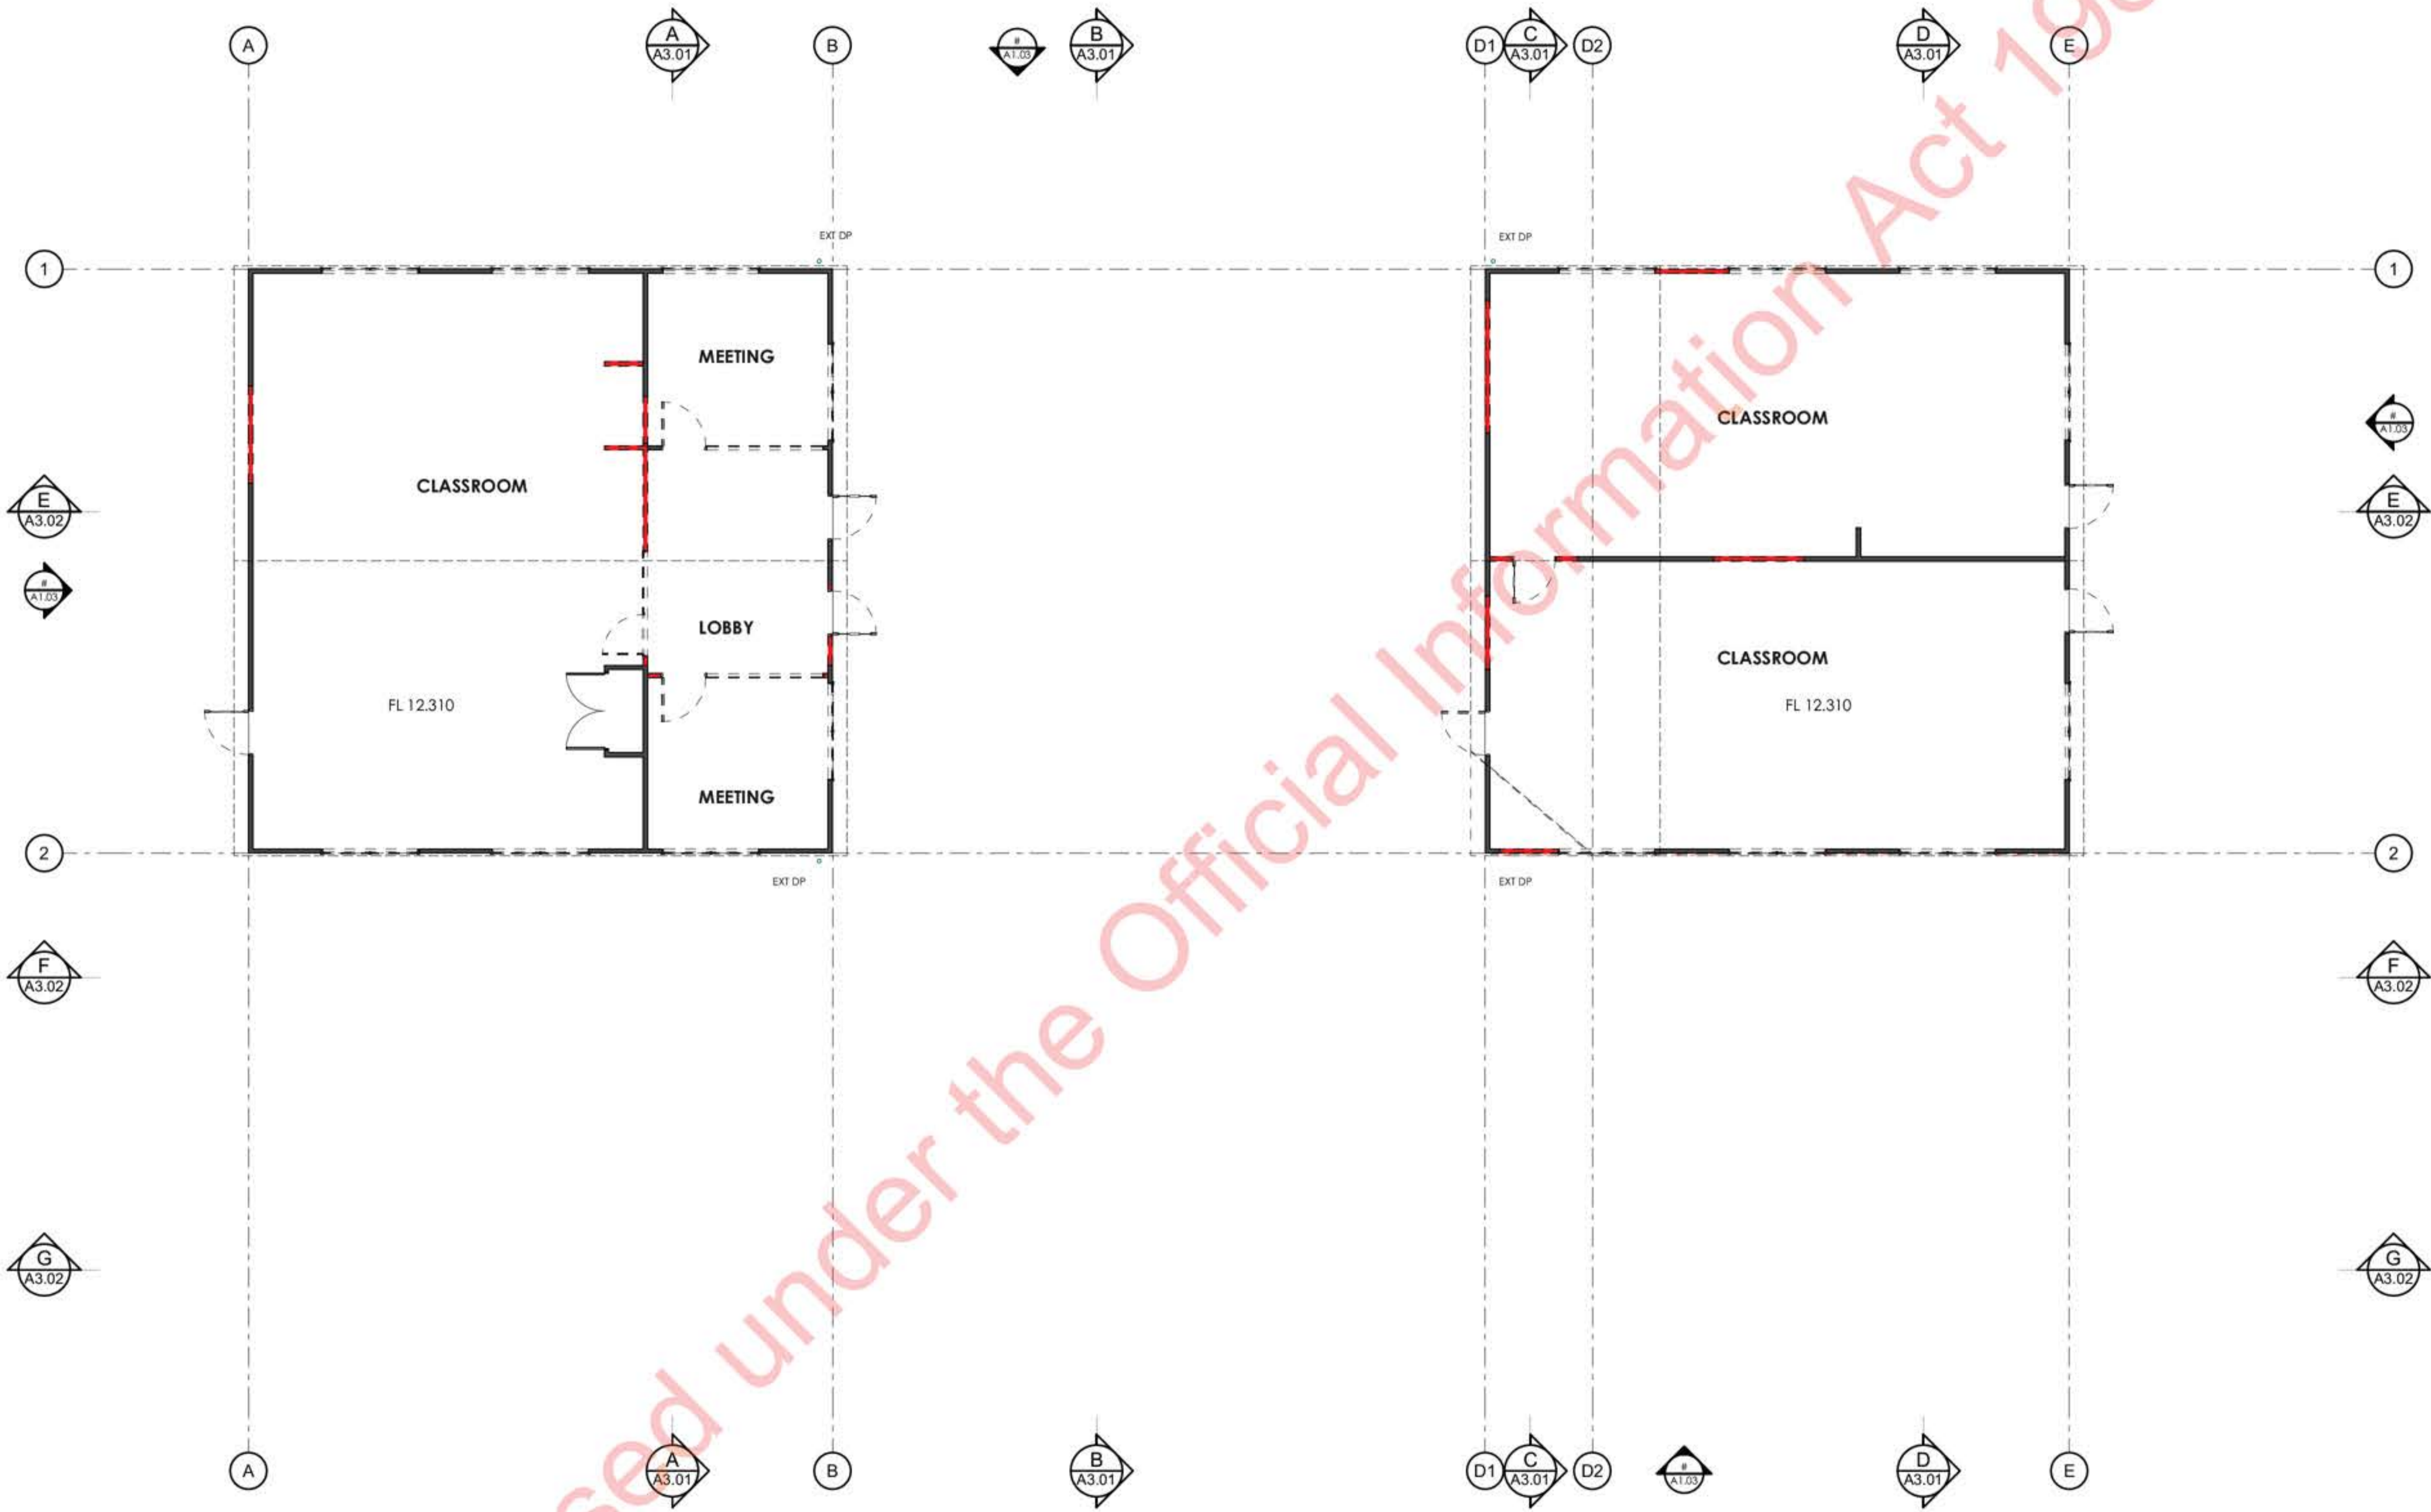 A
A
A3.01
B
#
A1.03
B
A3.01
D1
C
A3.01
D2
D
A3.01
E
EXT DP
EXT DP
1
1
MEETING
CLASSROOM
#
A1.03
CLASSROOM
E
A3.02
E
A3.02
#
A1.03
LOBBY
CLASSROOM
FL 12.310
FL 12.310
MEETING
2
2
EXT DP
EXT DP
F
A3.02
F
A3.02
G
A3.02
G
A3.02
A
A
A3.01
B
B
A3.01
D1
C
A3.01
D2
#
A1.03
D
A3.01
E
under the Official Information Act